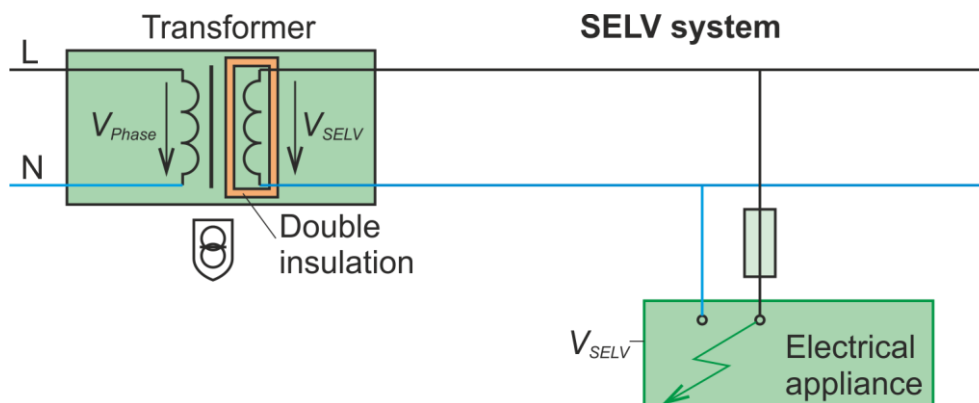 Transformer
SELV system
L
V_Phase
V_SELV
N
Double
insulation
V_SELV
Electrical
appliance